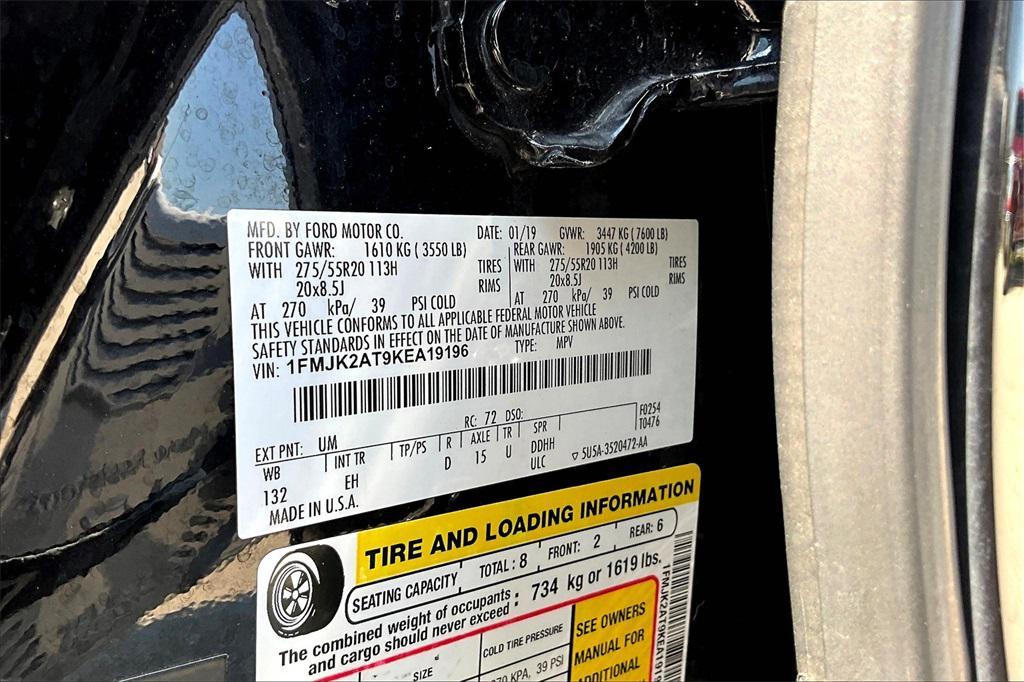 MFD. BY FORD MOTOR CO. DATE: 01/19 GVWR: 3447 KG ( 7600 LB)
FRONT GAWR: 1610 KG ( 3550 LB) REAR GAWR: 1905 KG ( 4200 LB)
WITH 275/55R20 113H TIRES WITH 275/55R20 113H TIRES
20x8.5J RIMS 20x8.5J RIMS
AT 270 kPa/ 39 PSI COLD AT 270 kPa/ 39 PSI COLD
THIS VEHICLE CONFORMS TO ALL APPLICABLE FEDERAL MOTOR VEHICLE
SAFETY STANDARDS IN EFFECT ON THE DATE OF MANUFACTURE SHOWN ABOVE.
VIN: 1FMJK2AT9KEA19196 TYPE: MPV
EXT PNT: UM RC: 72 DSO: F0254
WB INT TR TP/PS R AXLE TR SPR T0476
132 EH D 15 U DDHH
ULC ▽ 5U5A-3520472-AA
MADE IN U.S.A.
TIRE AND LOADING INFORMATION
SEATING CAPACITY TOTAL : 8 FRONT: 2 REAR: 6
The combined weight of occupants : 734 kg or 1619 lbs.
and cargo should never exceed
SIZE COLD TIRE PRESSURE SEE OWNERS
MANUAL FOR
KPA, 39 PSI ADDITIONAL